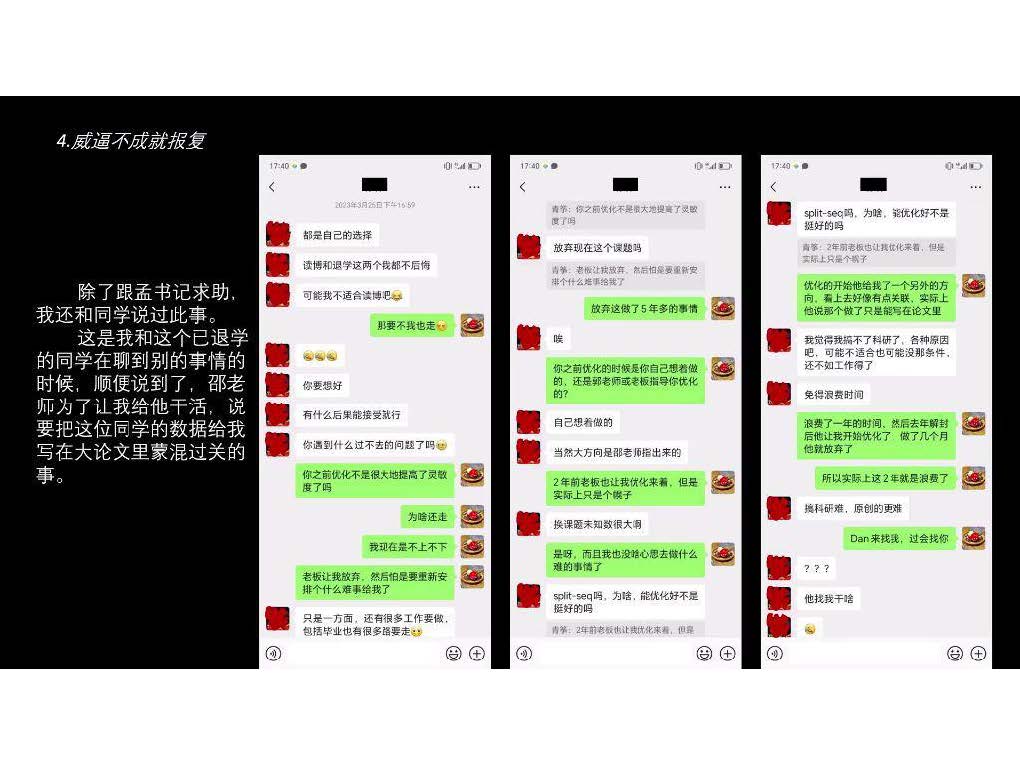 4.威逼不成就报复
除了跟孟书记求助，
我还和同学说过此事。
这是我和这个已退学
的同学在聊到别的事情的
时候，顺便说到了，邵老
师为了让我给他干活，说
要把这位同学的数据给我
写在大论文里蒙混过关的
事。
17:40
2023年3月25日 下午16:59
都是自己的选择
读博和退学这两个我都不后悔
可能我不适合读博吧
那要不我也走
你要想好
有什么后果能接受就行
你遇到什么过不去的问题了吗
你之前优化不是很大地提高了灵敏
度了吗
为啥还走
我现在是不上不下
老板让我放弃，然后怕是要重新安
排个什么难事给我了
只是一方面，还有很多工作要做，
包括毕业也有很多路要走
17:40
青筝：你之前优化不是很大地提高了灵敏
度了吗
放弃现在这个课题吗
青筝：老板让我放弃，然后怕是要重新安
排个什么难事给我了
放弃这做了5年多的事情
唉
你之前优化的时候是你自己想着做
的，还是郭老师或老板指导你优化
的？
自己想着做的
当然大方向是邵老师指出来的
2年前老板也让我优化来着，但是
实际上只是个幌子
换课题未知数很大啊
是呀，而且我也没啥心思去做什么
难的事情了
split-seq吗，为啥，能优化好不是
挺好的吗
青筝：2年前老板也让我优化来着，但是
17:40
split-seq吗，为啥，能优化好不是
挺好的吗
青筝：2年前老板也让我优化来着，但是
实际上只是个幌子
优化的开始他给我了一个另外的方
向，看上去好像有点关联，实际上
他说那个做了只是能写在论文里
我觉得我搞不了科研了，各种原因
吧，可能不适合也可能没那条件，
还不如工作得了
免得浪费时间
浪费了一年的时间，然后去年解封
后他让我开始优化了 做了几个月
他就放弃了
所以实际上这2年就是浪费了
搞科研难，原创的更难
Dan来找我，过会找你
？？？
他找我干啥